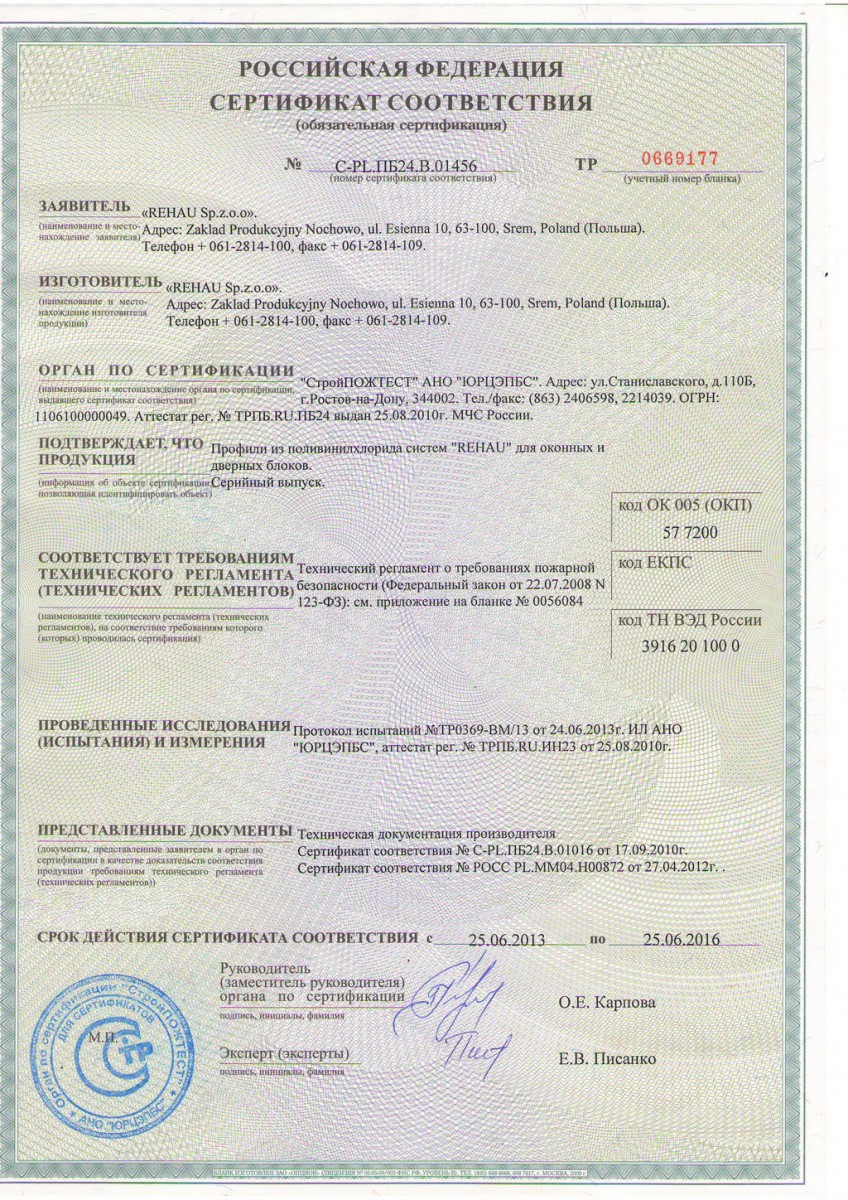 РОССИЙСКАЯ ФЕДЕРАЦИЯ
СЕРТИФИКАТ СООТВЕТСТВИЯ
(обязательная сертификация)
№ C-PL.ПБ24.В.01456 ТР 0669177
(номер сертификата соответствия) (учетный номер бланка)
ЗАЯВИТЕЛЬ «REHAU Sp.z.o.o».
(наименование и место- Адрес: Zaklad Produkcyjny Nochowo, ul. Esienna 10, 63-100, Srem, Poland (Польша).
нахождение заявителя) Телефон + 061-2814-100, факс + 061-2814-109.
ИЗГОТОВИТЕЛЬ «REHAU Sp.z.o.o».
(наименование и место- Адрес: Zaklad Produkcyjny Nochowo, ul. Esienna 10, 63-100, Srem, Poland (Польша).
нахождение изготовителя Телефон + 061-2814-100, факс + 061-2814-109.
продукции)
ОРГАН ПО СЕРТИФИКАЦИИ "СтройПОЖТЕСТ" АНО "ЮРЦЭПБС". Адрес: ул.Станиславского, д.110Б,
(наименование и местонахождение органа по сертификации, выдавшего сертификат соответствия) г.Ростов-на-Дону, 344002. Тел./факс: (863) 2406598, 2214039. ОГРН:
1106100000049. Аттестат рег. № ТРПБ.RU.ПБ24 выдан 25.08.2010г. МЧС России.
ПОДТВЕРЖДАЕТ, ЧТО
ПРОДУКЦИЯ Профили из поливинилхлорида систем "REHAU" для оконных и
дверных блоков.
(информация об объекте сертификации, Серийный выпуск.
позволяющая идентифицировать объект)
код ОК 005 (ОКП)
57 7200
СООТВЕТСТВУЕТ ТРЕБОВАНИЯМ
ТЕХНИЧЕСКОГО РЕГЛАМЕНТА Технический регламент о требованиях пожарной
(ТЕХНИЧЕСКИХ РЕГЛАМЕНТОВ) безопасности (Федеральный закон от 22.07.2008 N
123-ФЗ): см. приложение на бланке № 0056084
код ЕКПС
(наименование технического регламента (технических
регламентов), на соответствие требованиям которого
(которых) проводилась сертификация)
код ТН ВЭД России
3916 20 100 0
ПРОВЕДЕННЫЕ ИССЛЕДОВАНИЯ Протокол испытаний №ТР0369-ВМ/13 от 24.06.2013г. ИЛ АНО
(ИСПЫТАНИЯ) И ИЗМЕРЕНИЯ "ЮРЦЭПБС", аттестат рег. № ТРПБ.RU.ИН23 от 25.08.2010г.
ПРЕДСТАВЛЕННЫЕ ДОКУМЕНТЫ Техническая документация производителя
(документы, представленные заявителем в орган по Сертификат соответствия № C-PL.ПБ24.В.01016 от 17.09.2010г.
сертификации в качестве доказательств соответствия Сертификат соответствия № РОСС PL.ММ04.Н00872 от 27.04.2012г. .
продукции требованиям технического регламента
(технических регламентов))
СРОК ДЕЙСТВИЯ СЕРТИФИКАТА СООТВЕТСТВИЯ с 25.06.2013 по 25.06.2016
Руководитель
(заместитель руководителя)
органа по сертификации О.Е. Карпова
подпись, инициалы, фамилия
М.П.
Эксперт (эксперты) Е.В. Писанко
подпись, инициалы, фамилия
Орган по сертификации "СтройПОЖТЕСТ"
ДЛЯ СЕРТИФИКАТОВ
ТР
АНО "ЮРЦЭПБС"